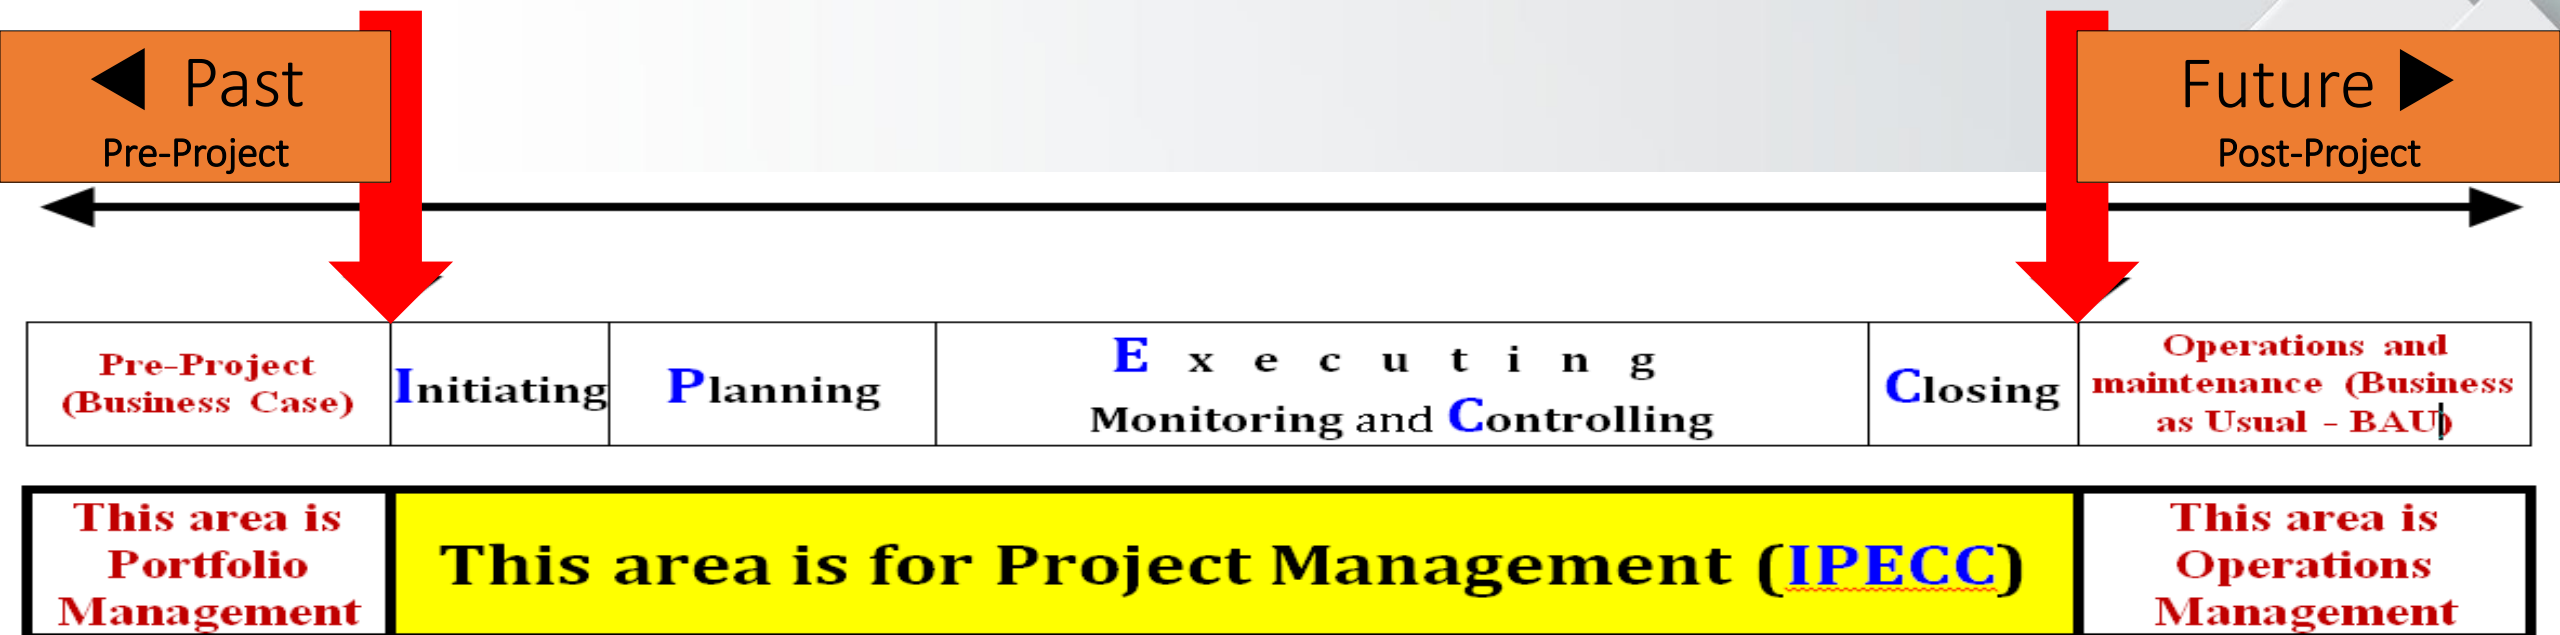 Past
Pre-Project
Future
Post-Project
Pre-Project
(Business Case)
Initiating
Planning
Executing
Monitoring and Controlling
Closing
Operations and
maintenance (Business
as Usual - BAU)
This area is
Portfolio
Management
This area is for Project Management (IPECC)
This area is
Operations
Management